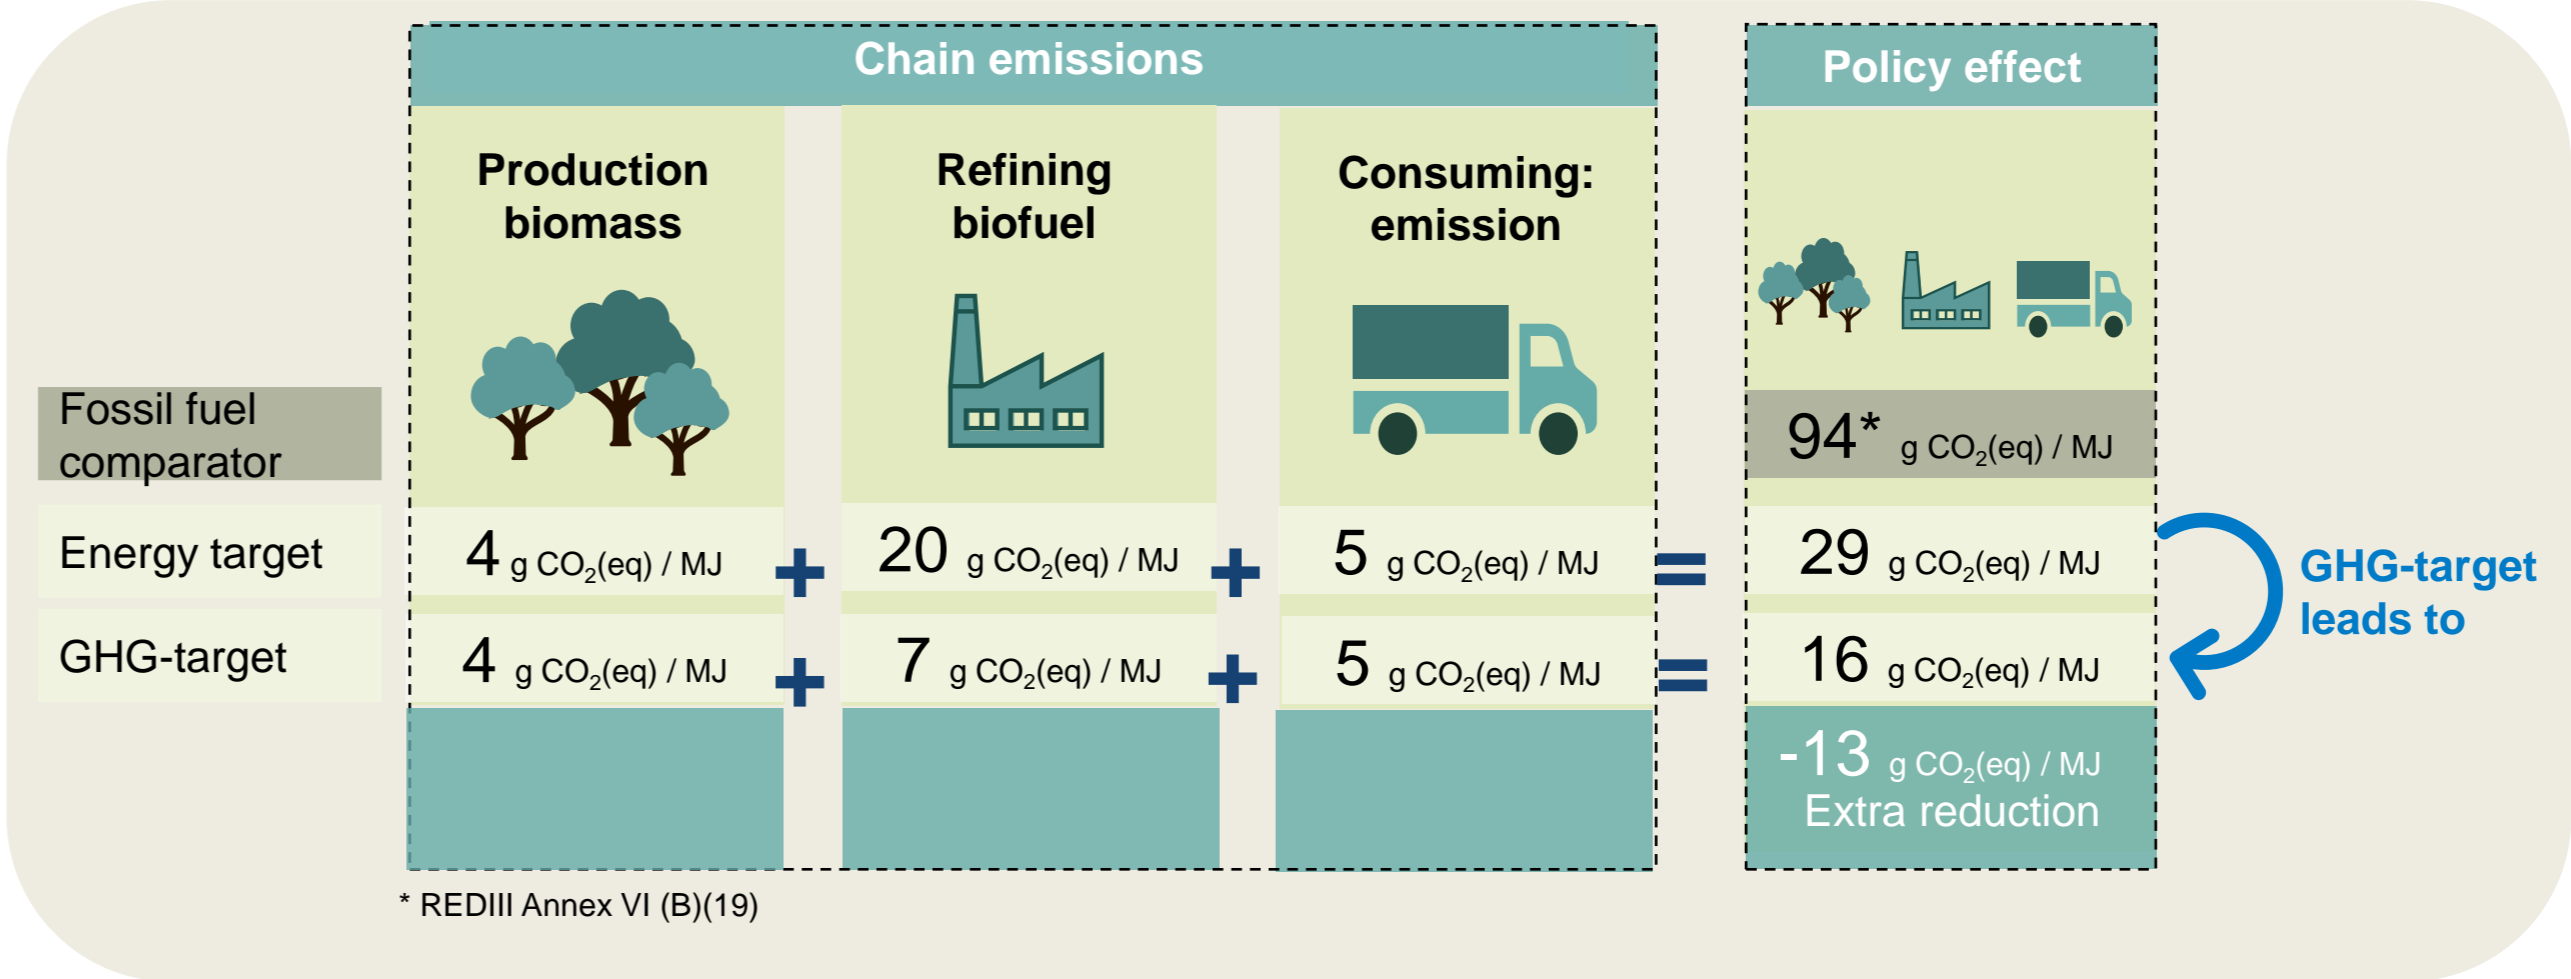 Chain emissions
Policy effect
Production
biomass
Refining
biofuel
Consuming:
emission
Fossil fuel
comparator
94* g CO₂(eq) / MJ
Energy target
4 g CO₂(eq) / MJ
+
20 g CO₂(eq) / MJ
+
5 g CO₂(eq) / MJ
=
29 g CO₂(eq) / MJ
GHG-target
leads to
GHG-target
4 g CO₂(eq) / MJ
+
7 g CO₂(eq) / MJ
+
5 g CO₂(eq) / MJ
=
16 g CO₂(eq) / MJ
-13 g CO₂(eq) / MJ
Extra reduction
* REDIII Annex VI (B)(19)